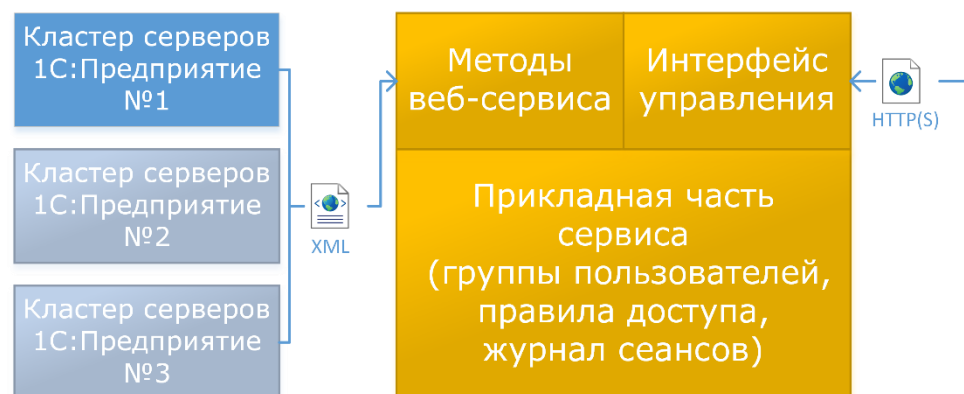 Кластер серверов
1С:Предприятие
№1
Кластер серверов
1С:Предприятие
№2
Кластер серверов
1С:Предприятие
№3
XML
Методы
веб-сервиса
Интерфейс
управления
Прикладная часть
сервиса
(группы пользователей,
правила доступа,
журнал сеансов)
HTTP(S)